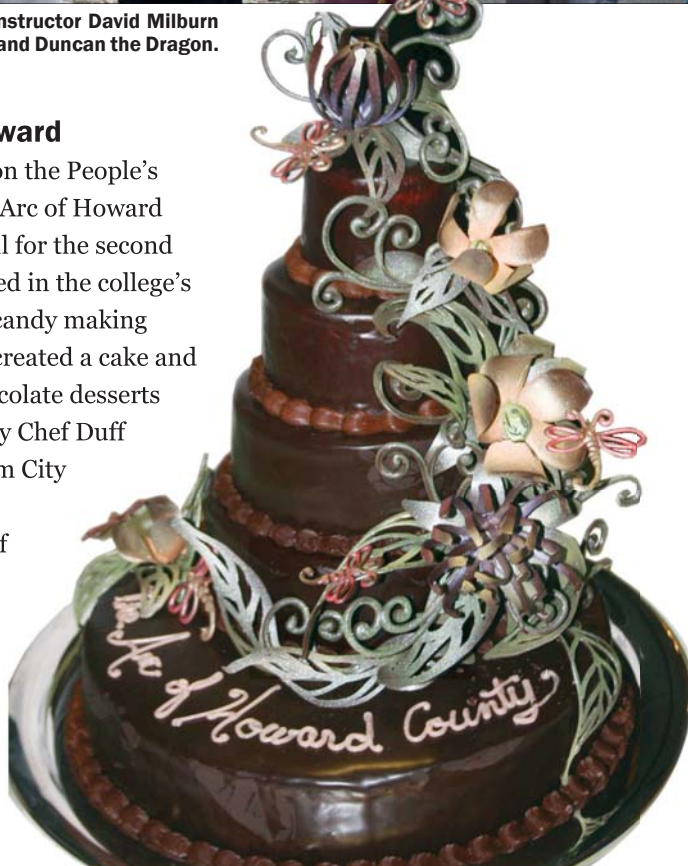 nstructor David Milburn
and Duncan the Dragon.
ward
on the People's
Arc of Howard
l for the second
ed in the college's
candy making
created a cake and
colate desserts
y Chef Duff
m City
f
The Arc of Howard County